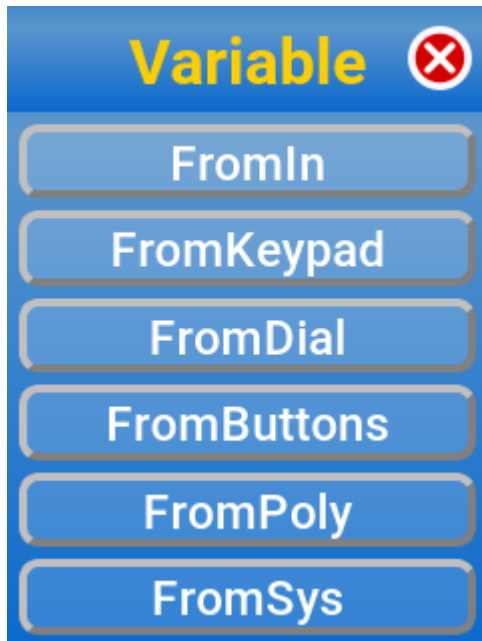 Variable
FromIn
FromKeypad
FromDial
FromButtons
FromPoly
FromSys